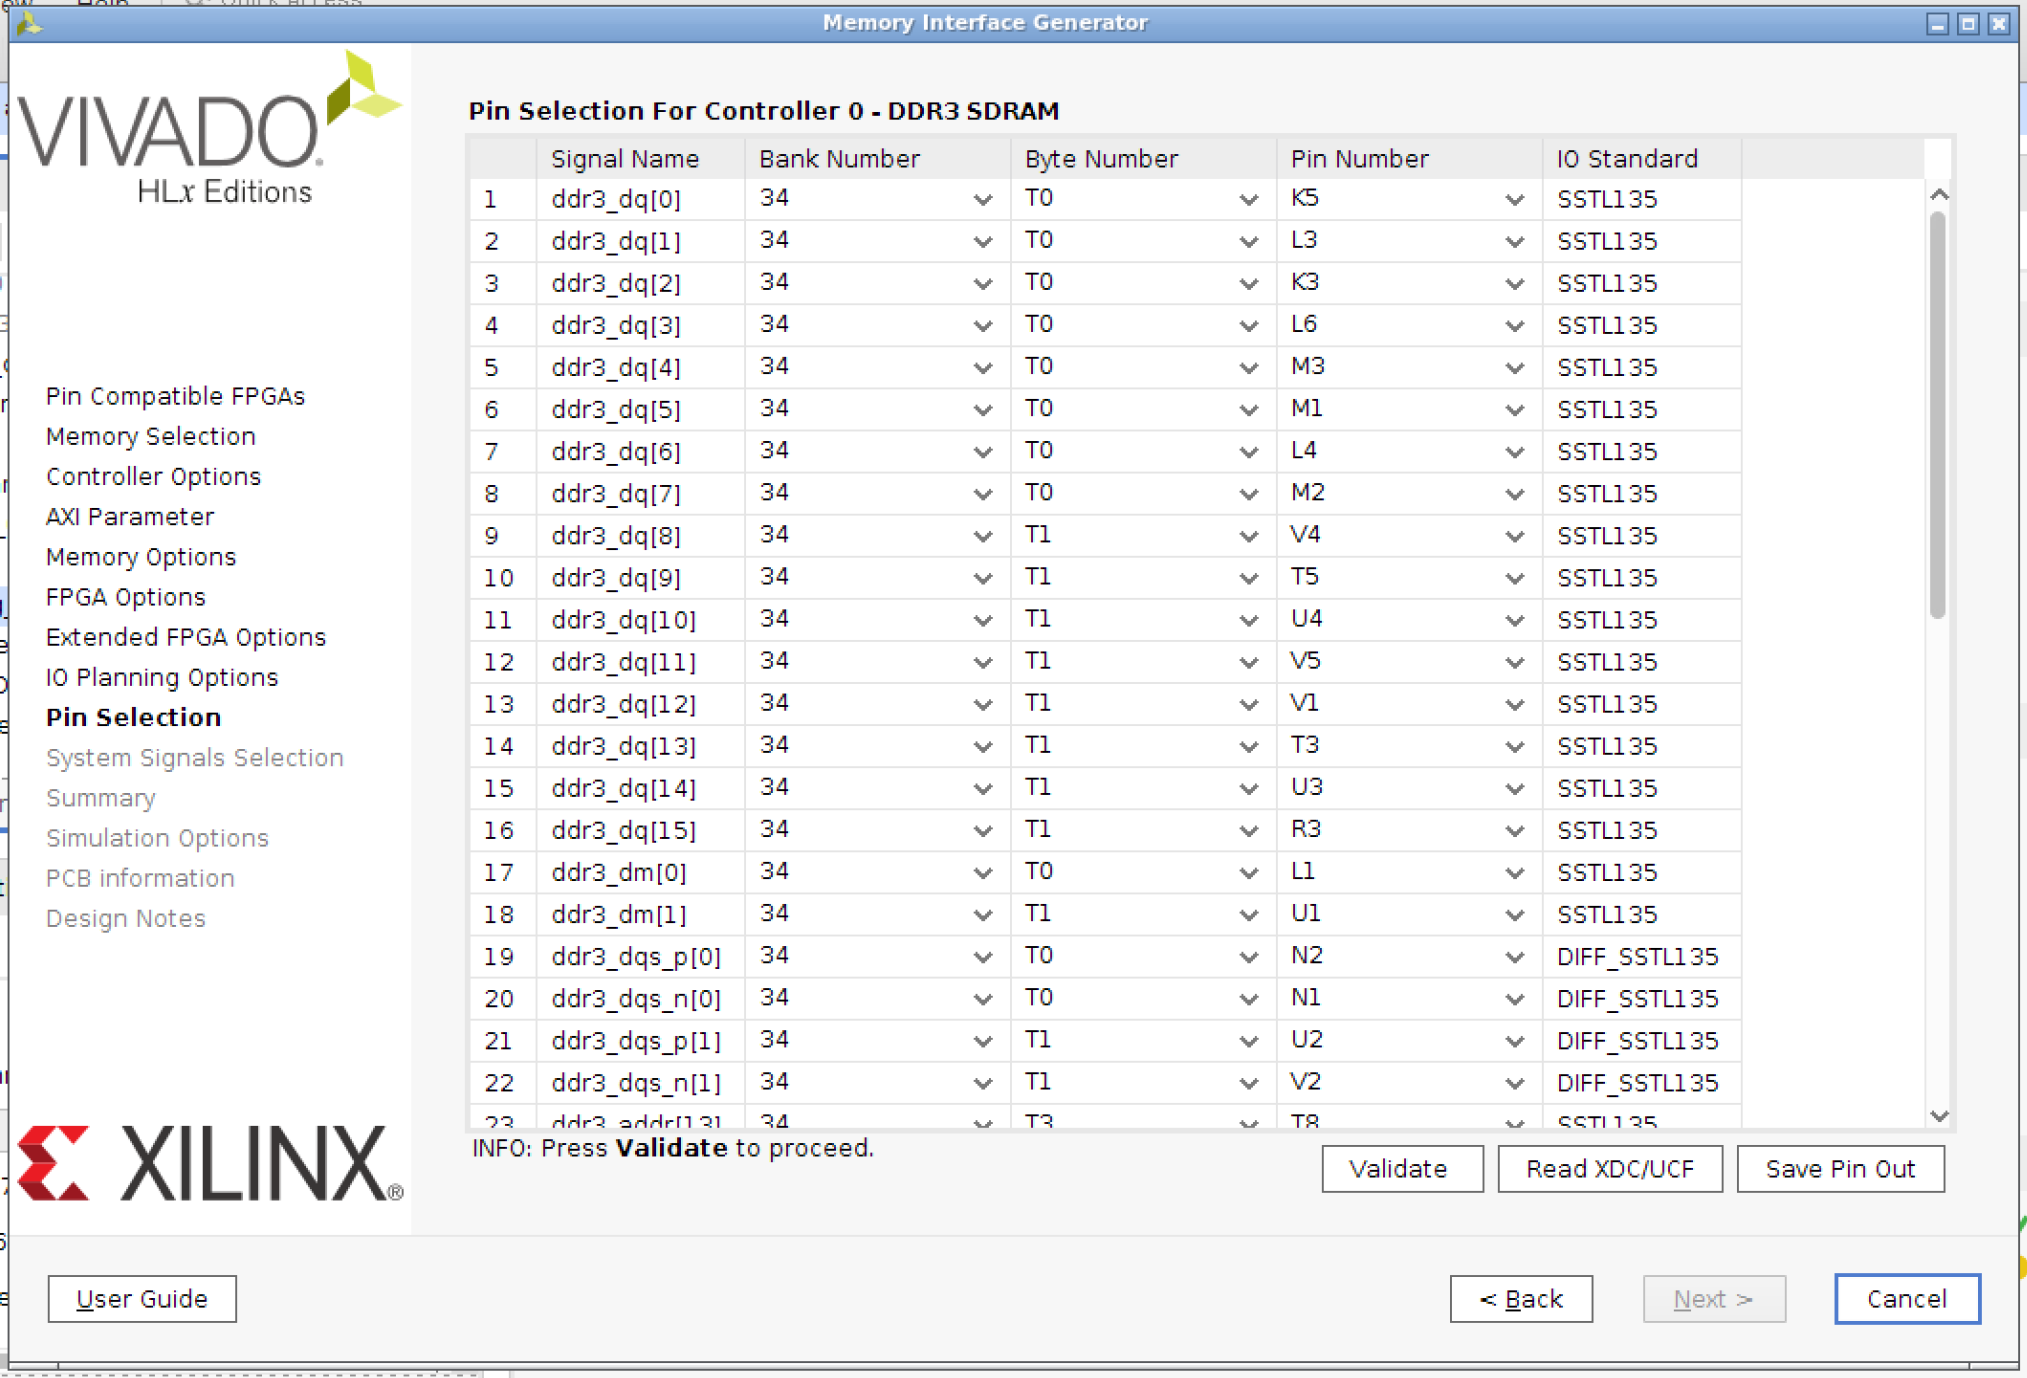 Memory Interface Generator
VIVADO.
HLx Editions
Pin Compatible FPGAs
Memory Selection
Controller Options
AXI Parameter
Memory Options
FPGA Options
Extended FPGA Options
IO Planning Options
Pin Selection
System Signals Selection
Summary
Simulation Options
PCB information
Design Notes
XILINX®
Pin Selection For Controller 0 - DDR3 SDRAM
Signal Name Bank Number Byte Number Pin Number IO Standard
1 ddr3_dq[0] 34 T0 K5 SSTL135
2 ddr3_dq[1] 34 T0 L3 SSTL135
3 ddr3_dq[2] 34 T0 K3 SSTL135
4 ddr3_dq[3] 34 T0 L6 SSTL135
5 ddr3_dq[4] 34 T0 M3 SSTL135
6 ddr3_dq[5] 34 T0 M1 SSTL135
7 ddr3_dq[6] 34 T0 L4 SSTL135
8 ddr3_dq[7] 34 T0 M2 SSTL135
9 ddr3_dq[8] 34 T1 V4 SSTL135
10 ddr3_dq[9] 34 T1 T5 SSTL135
11 ddr3_dq[10] 34 T1 U4 SSTL135
12 ddr3_dq[11] 34 T1 V5 SSTL135
13 ddr3_dq[12] 34 T1 V1 SSTL135
14 ddr3_dq[13] 34 T1 T3 SSTL135
15 ddr3_dq[14] 34 T1 U3 SSTL135
16 ddr3_dq[15] 34 T1 R3 SSTL135
17 ddr3_dm[0] 34 T0 L1 SSTL135
18 ddr3_dm[1] 34 T1 U1 SSTL135
19 ddr3_dqs_p[0] 34 T0 N2 DIFF_SSTL135
20 ddr3_dqs_n[0] 34 T0 N1 DIFF_SSTL135
21 ddr3_dqs_p[1] 34 T1 U2 DIFF_SSTL135
22 ddr3_dqs_n[1] 34 T1 V2 DIFF_SSTL135
23 ddr3_addr[13] 34 T3 T8 SSTL135
INFO: Press Validate to proceed.
Validate Read XDC/UCF Save Pin Out
User Guide < Back Next > Cancel